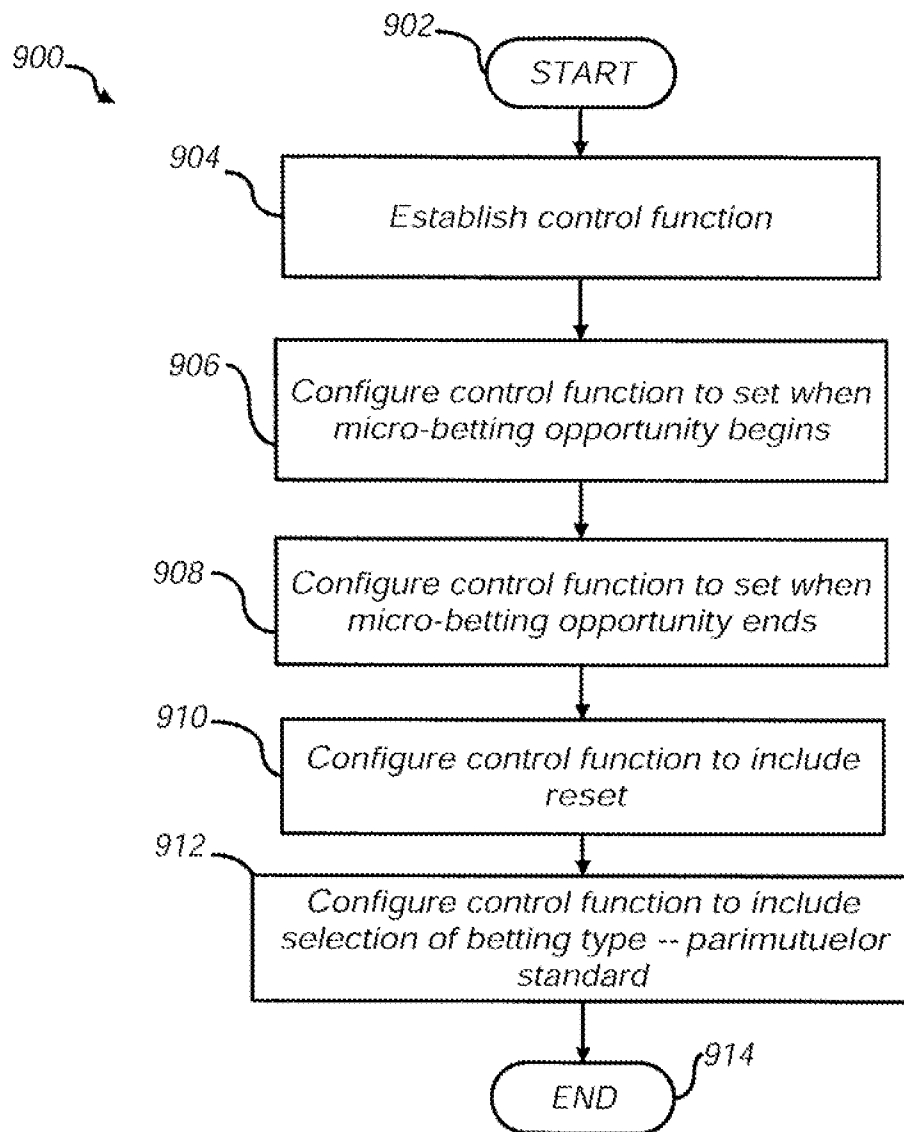 900
902
START
904
Establish control function
906
Configure control function to set when
micro-betting opportunity begins
908
Configure control function to set when
micro-betting opportunity ends
910
Configure control function to include
reset
912
Configure control function to include
selection of betting type -- parimutuelor
standard
END
914